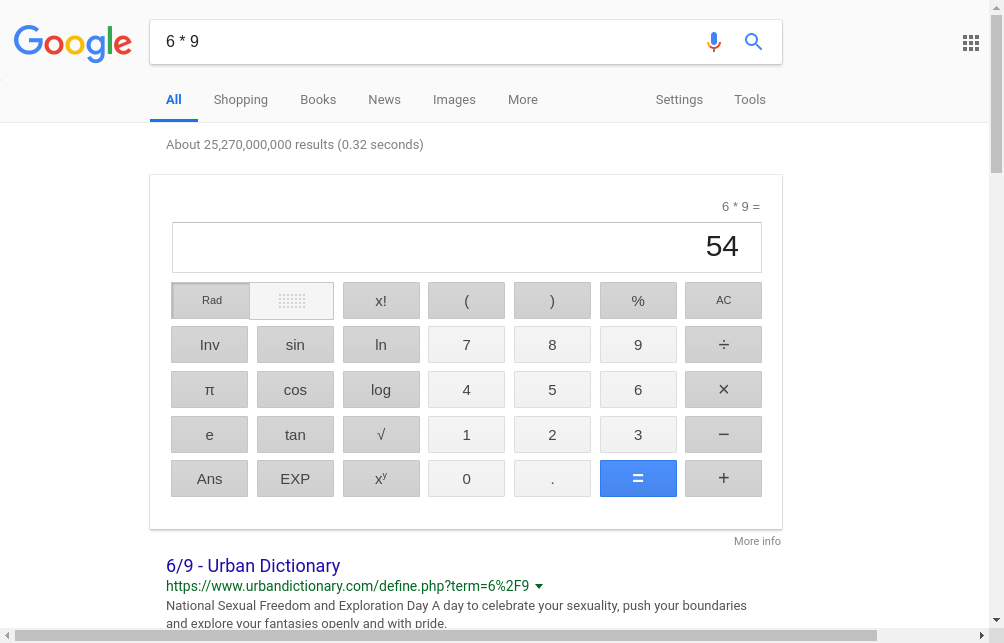 Google
6 * 9
All Shopping Books News Images More Settings Tools
About 25,270,000,000 results (0.32 seconds)
6 * 9 =
54
Rad x! ( ) % AC
Inv sin ln 7 8 9 ÷
π cos log 4 5 6 ×
e tan √ 1 2 3 −
Ans EXP xʸ 0 . = +
More info
6/9 - Urban Dictionary
https://www.urbandictionary.com/define.php?term=6%2F9
National Sexual Freedom and Exploration Day A day to celebrate your sexuality, push your boundaries
and explore your fantasies openly and with pride.